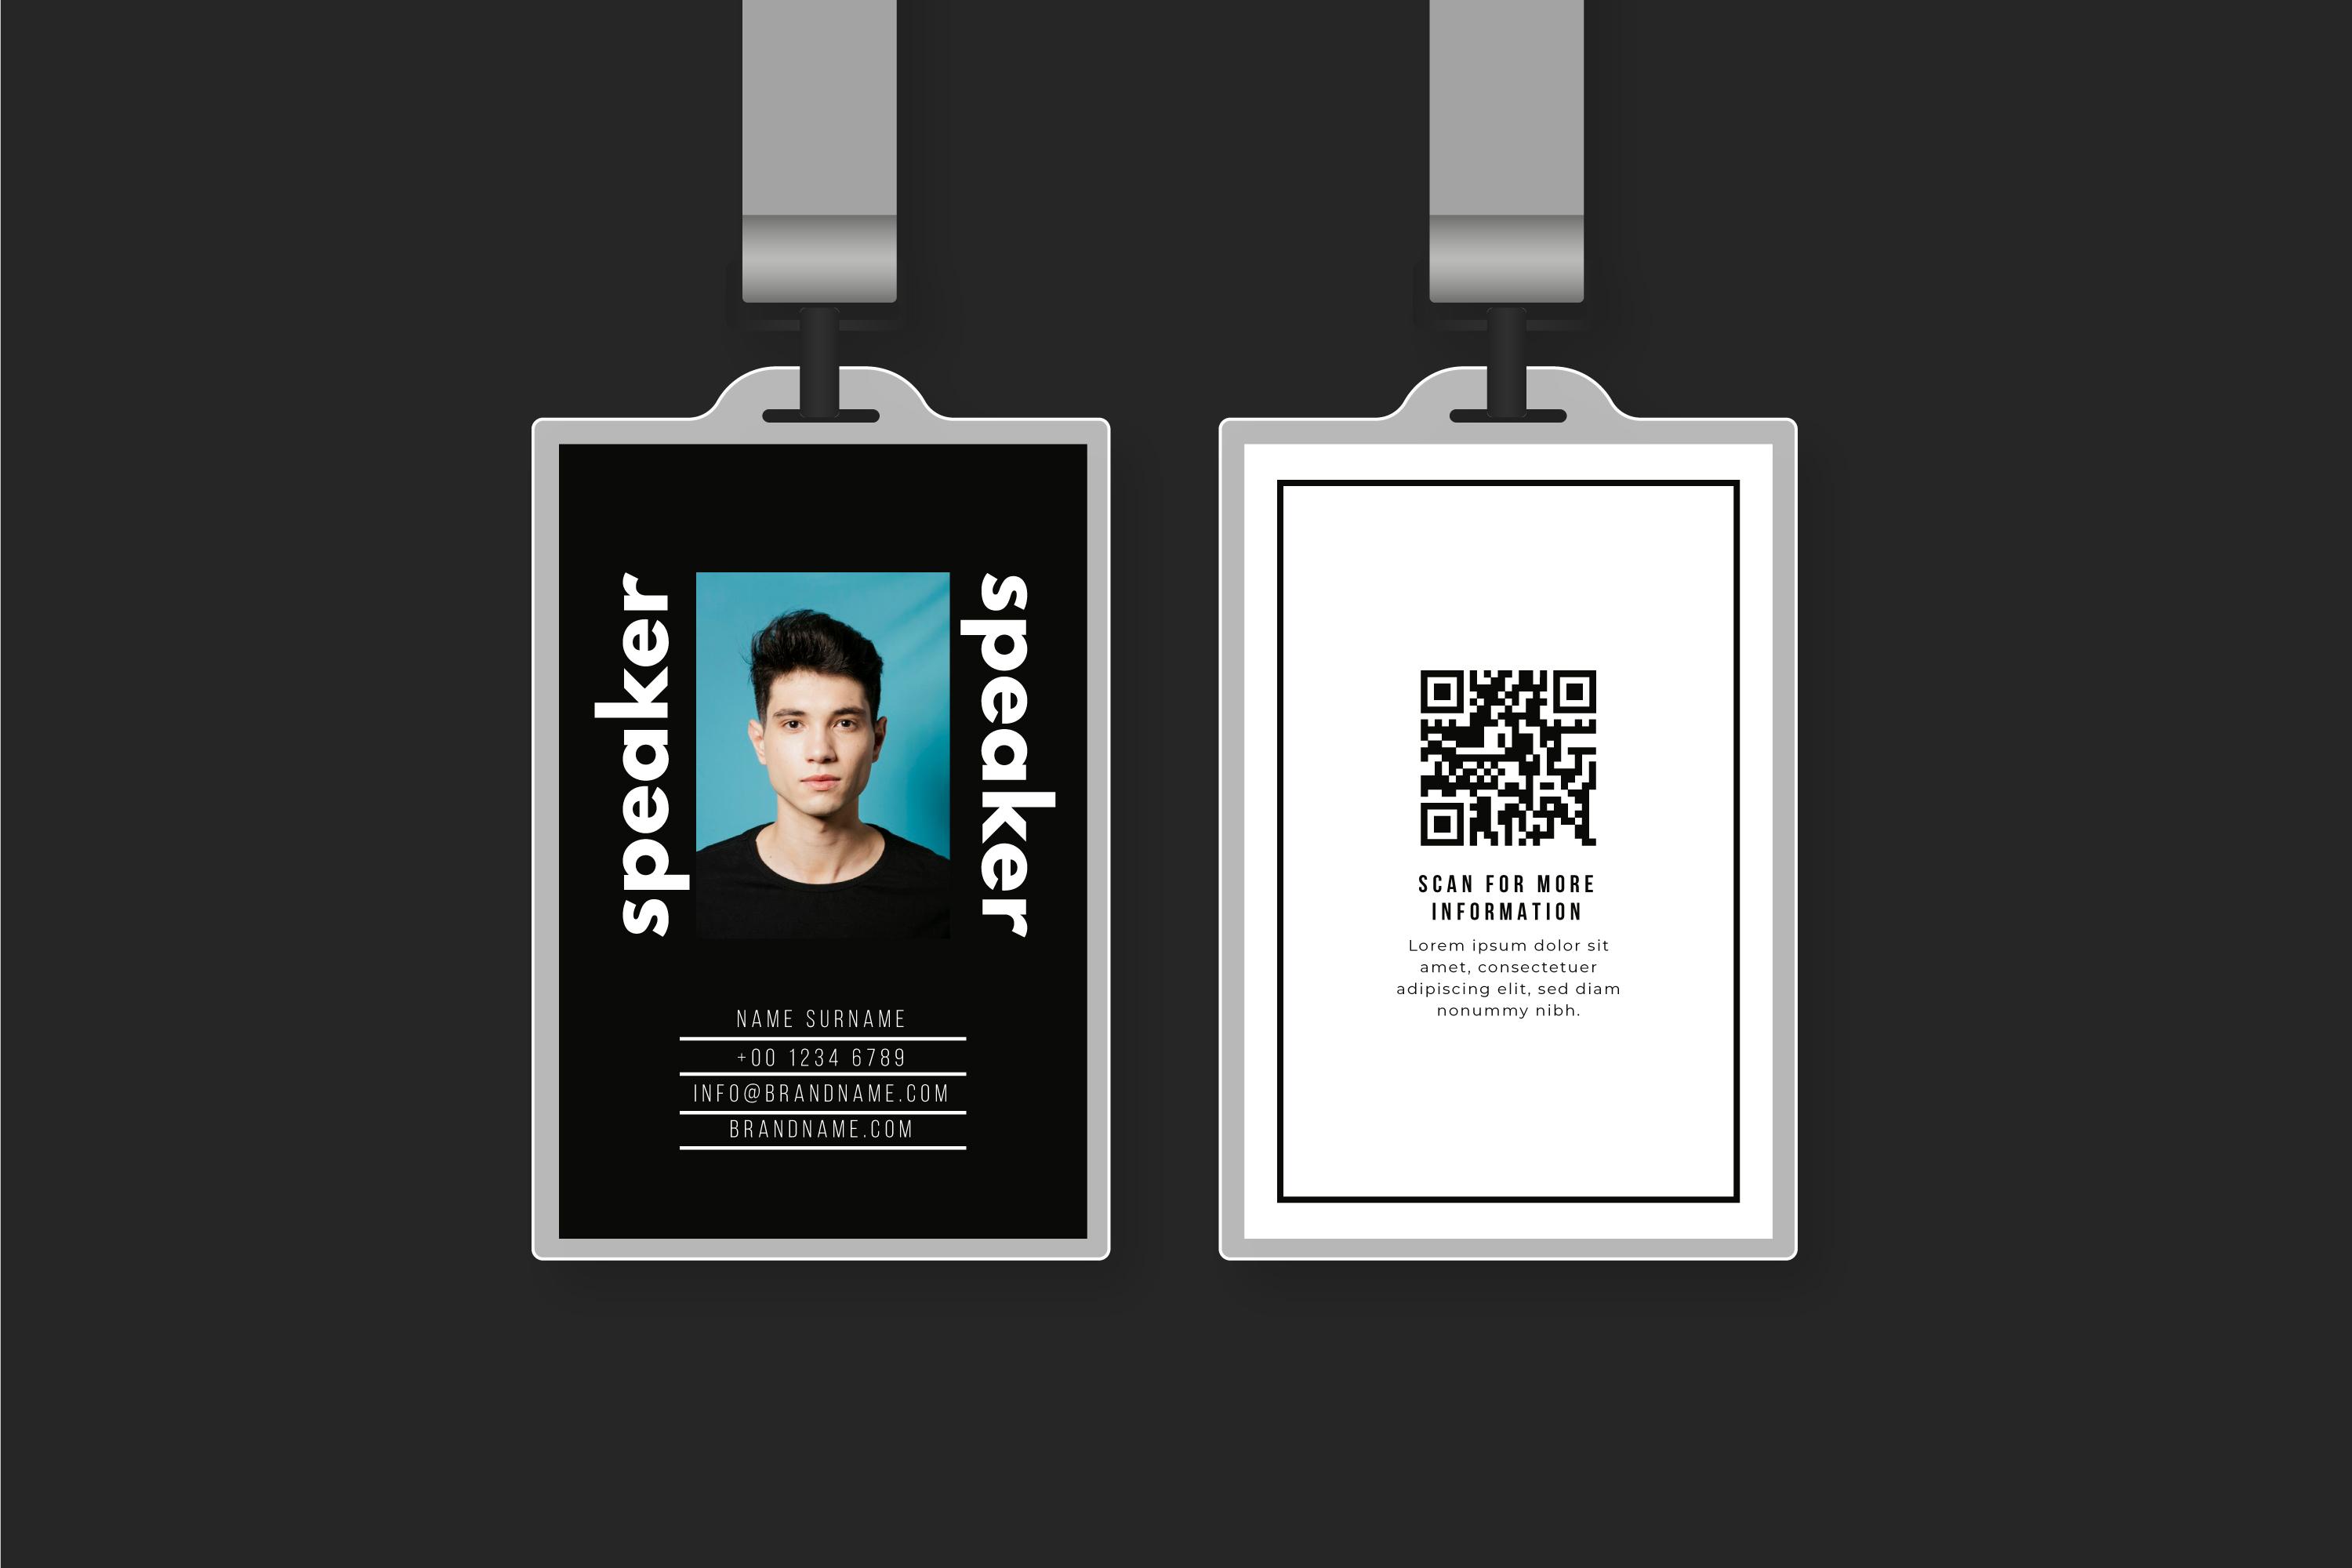 speaker
speaker
NAME SURNAME
+00 1234 6789
INFO@BRANDNAME.COM
BRANDNAME.COM
SCAN FOR MORE
INFORMATION
Lorem ipsum dolor sit
amet, consectetuer
adipiscing elit, sed diam
nonummy nibh.